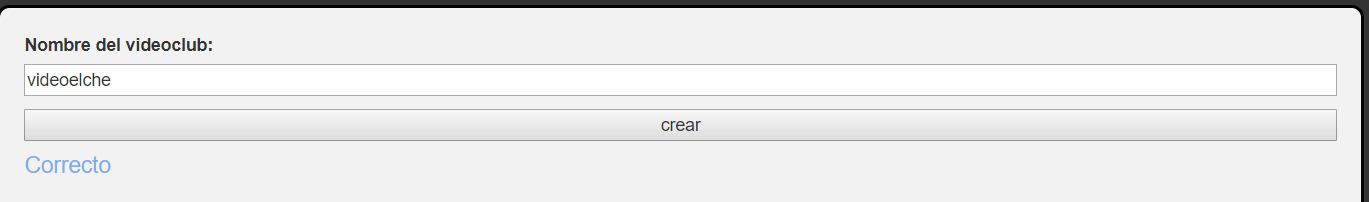 Nombre del videoclub:
videoelche
crear
Correcto